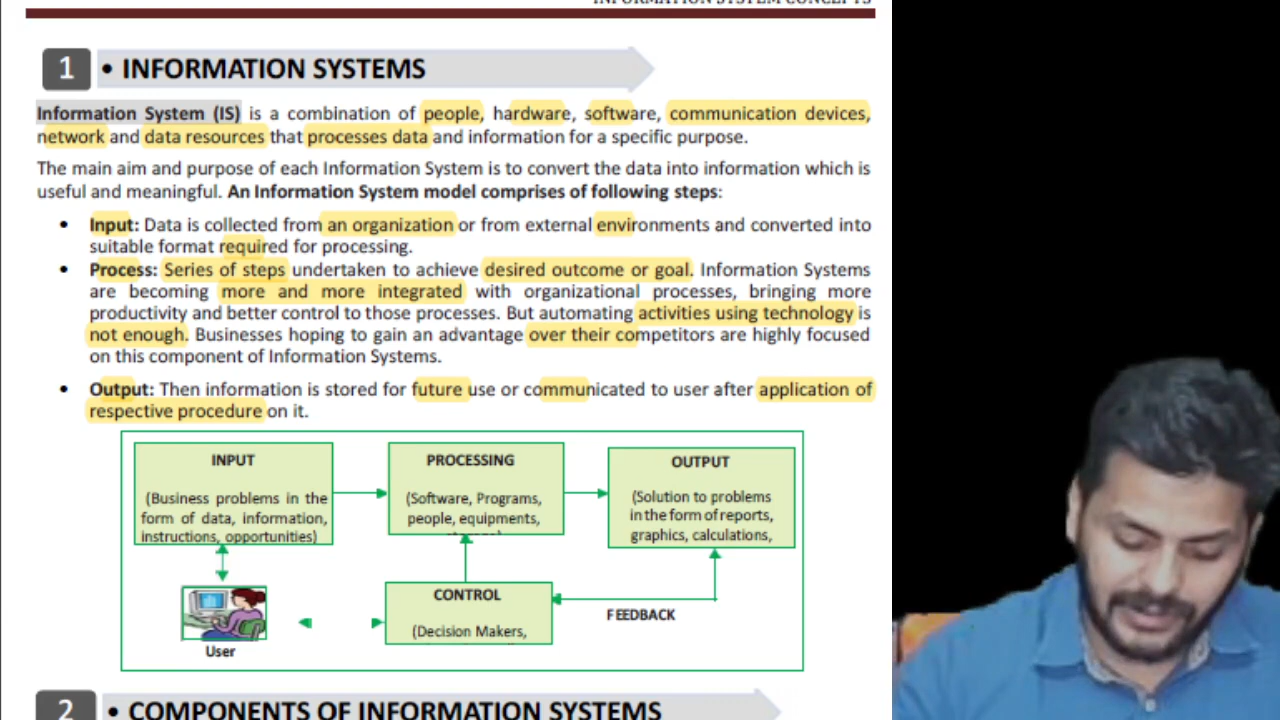 INFORMATION SYSTEM CONCEPTS
1 • INFORMATION SYSTEMS
Information System (IS) is a combination of people, hardware, software, communication devices,
network and data resources that processes data and information for a specific purpose.
The main aim and purpose of each Information System is to convert the data into information which is
useful and meaningful. An Information System model comprises of following steps:
• Input: Data is collected from an organization or from external environments and converted into
suitable format required for processing.
• Process: Series of steps undertaken to achieve desired outcome or goal. Information Systems
are becoming more and more integrated with organizational processes, bringing more
productivity and better control to those processes. But automating activities using technology is
not enough. Businesses hoping to gain an advantage over their competitors are highly focused
on this component of Information Systems.
• Output: Then information is stored for future use or communicated to user after application of
respective procedure on it.
INPUT
(Business problems in the
form of data, information,
instructions, opportunities)
PROCESSING
(Software, Programs,
people, equipments,
OUTPUT
(Solution to problems
in the form of reports,
graphics, calculations,
User
CONTROL
(Decision Makers,
FEEDBACK
2 • COMPONENTS OF INFORMATION SYSTEMS